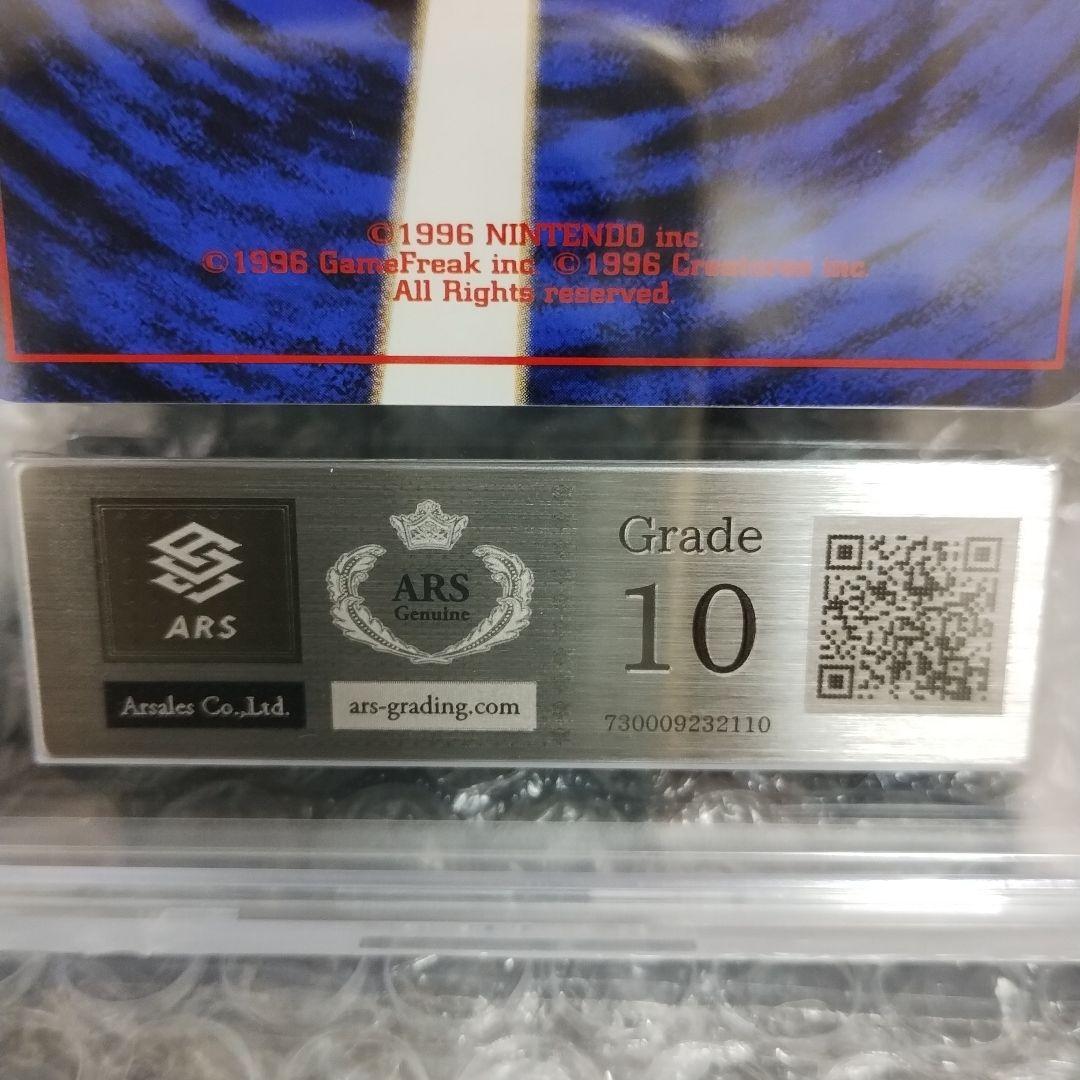 ©1996 NINTENDO inc.
©1996 GameFreak inc. ©1996 Creatures inc.
All Rights reserved.
ARS
Arsales Co.,Ltd.
ARS
Genuine
ars-grading.com
Grade
10
730009232110